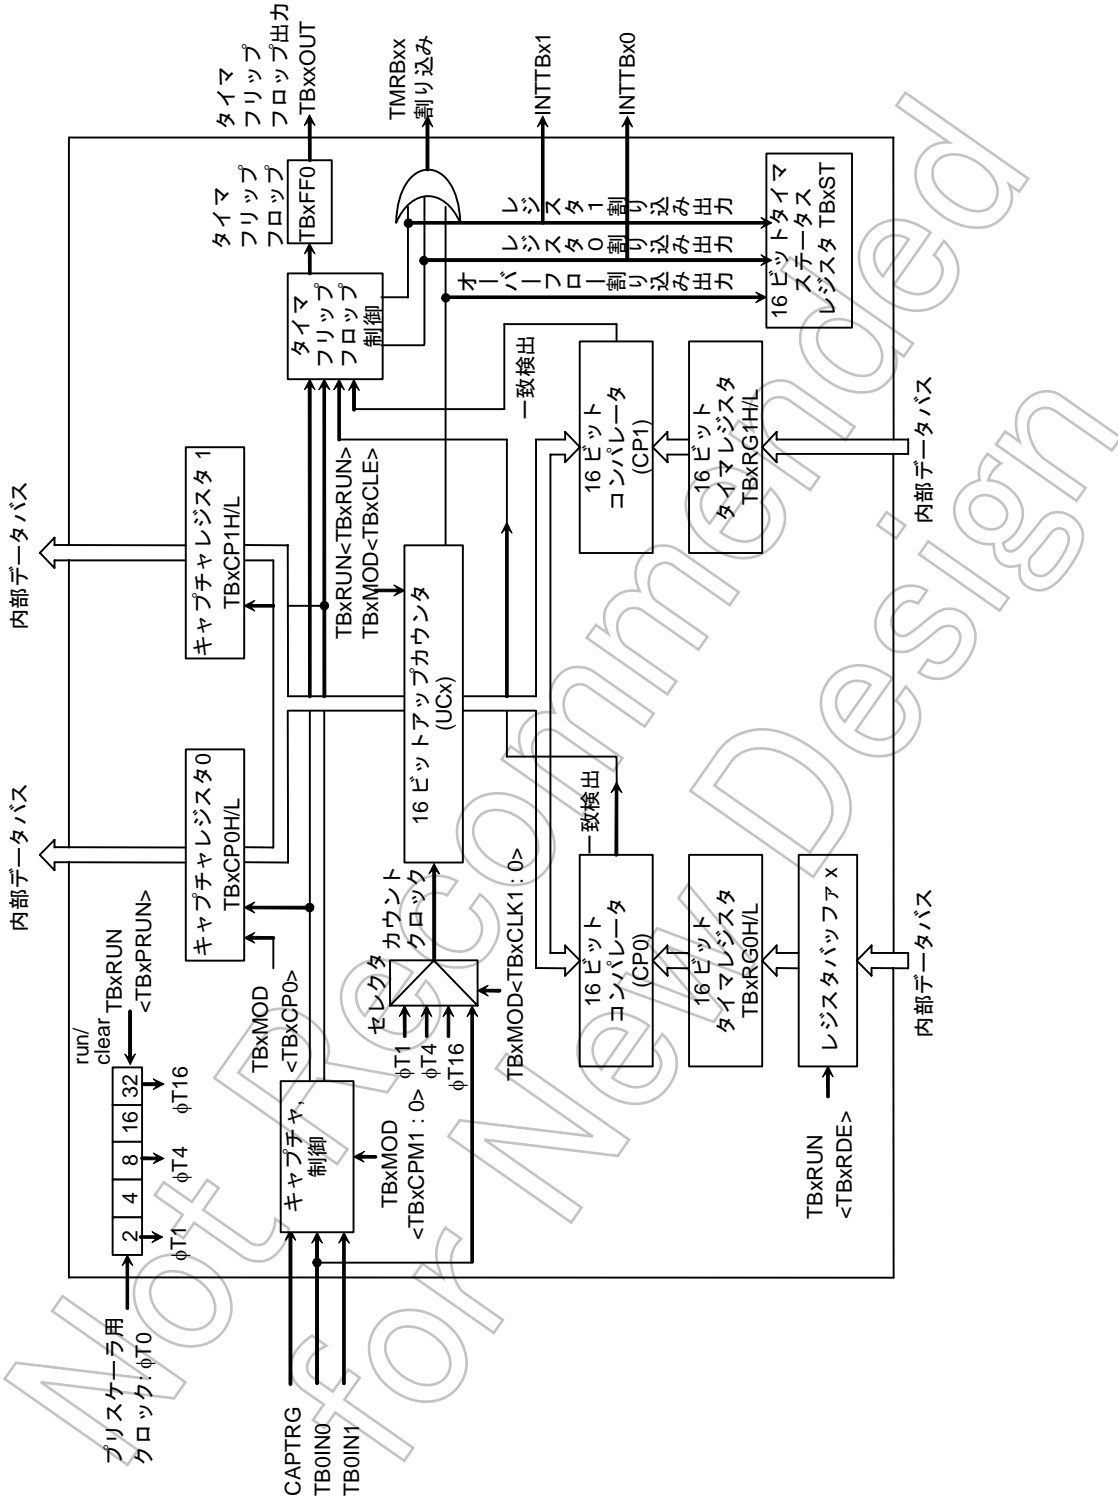 プリスケーラ用
クロック: φT0
2
4
8
16
32
run/
clear
TBxRUN
<TBxPRUN>
φT1
φT4
φT16
内部データバス
内部データバス
キャプチャレジスタ0
TBxCP0H/L
キャプチャレジスタ 1
TBxCP1H/L
タイマ
フリップ
フロップ
TBxFF0
タイマ
フリップ
フロップ出力
TBxxOUT
CAPTRG
TB0IN0
TB0IN1
キャプチャ,
制御
TBxMOD
<TBxCP0>
TBxMOD
<TBxCPM1 : 0>
タイマ
フリップ
フロップ
制御
TMRBxx
割り込み
TBxRUN<TBxRUN>
TBxMOD<TBxCLE>
φT1
φT4
φT16
セレクタ
カウント
クロック
TBxMOD<TBxCLK1 : 0>
16 ビットアップカウンタ
(UCx)
レジスタ 1 割り込み出力
レジスタ 0 割り込み出力
オーバーフロー割り込み出力
INTTBx1
INTTBx0
一致検出
一致検出
16 ビット
コンパレータ
(CP0)
16 ビット
コンパレータ
(CP1)
16 ビット
タイマレジスタ
TBxRG0H/L
16 ビット
タイマレジスタ
TBxRG1H/L
16 ビットタイマ
ステータス
レジスタ TBxST
レジスタバッファ x
TBxRUN
<TBxRDE>
内部データバス
内部データバス
Not Recommended
for New Design